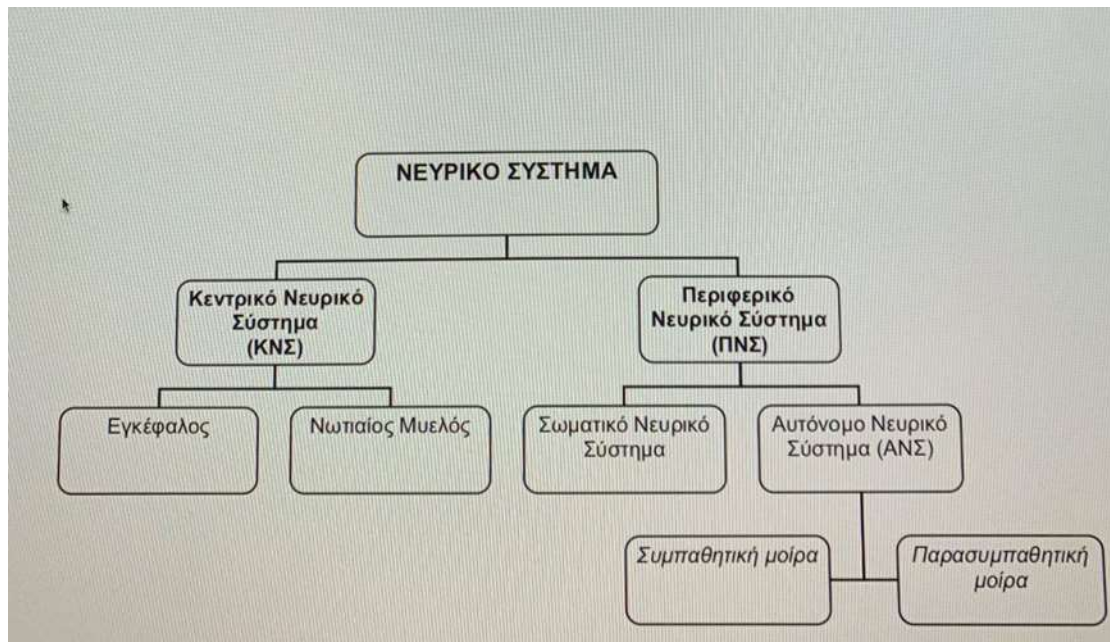 ΝΕΥΡΙΚΟ ΣΥΣΤΗΜΑ
Κεντρικό Νευρικό
Σύστημα
(ΚΝΣ)
Περιφερικό
Νευρικό Σύστημα
(ΠΝΣ)
Εγκέφαλος
Νωτιαίος Μυελός
Σωματικό Νευρικό
Σύστημα
Αυτόνομο Νευρικό
Σύστημα (ΑΝΣ)
Συμπαθητική μοίρα
Παρασυμπαθητική
μοίρα